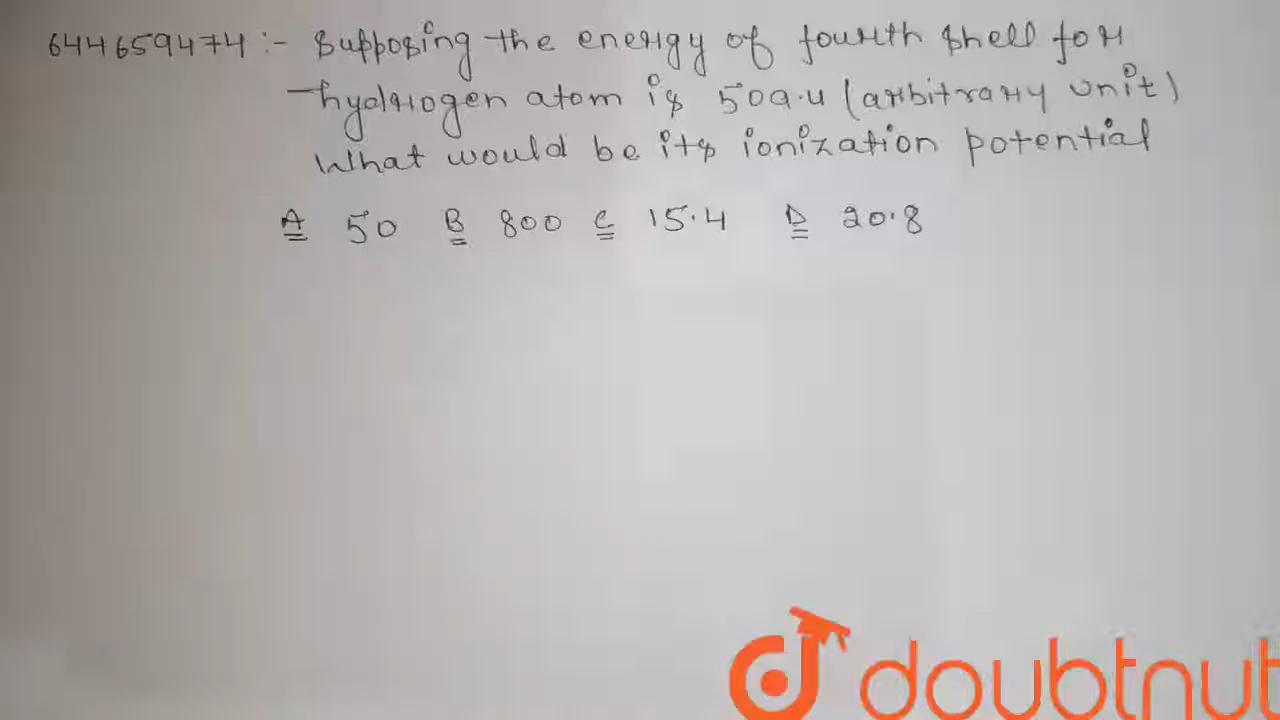 644659474:- Supposing the energy of fourth shell for
hydrogen atom is 50a.u (arbitrary unit)
What would be its ionization potential
A 50 B 800 C 15.4 D 20.8
doubtnut